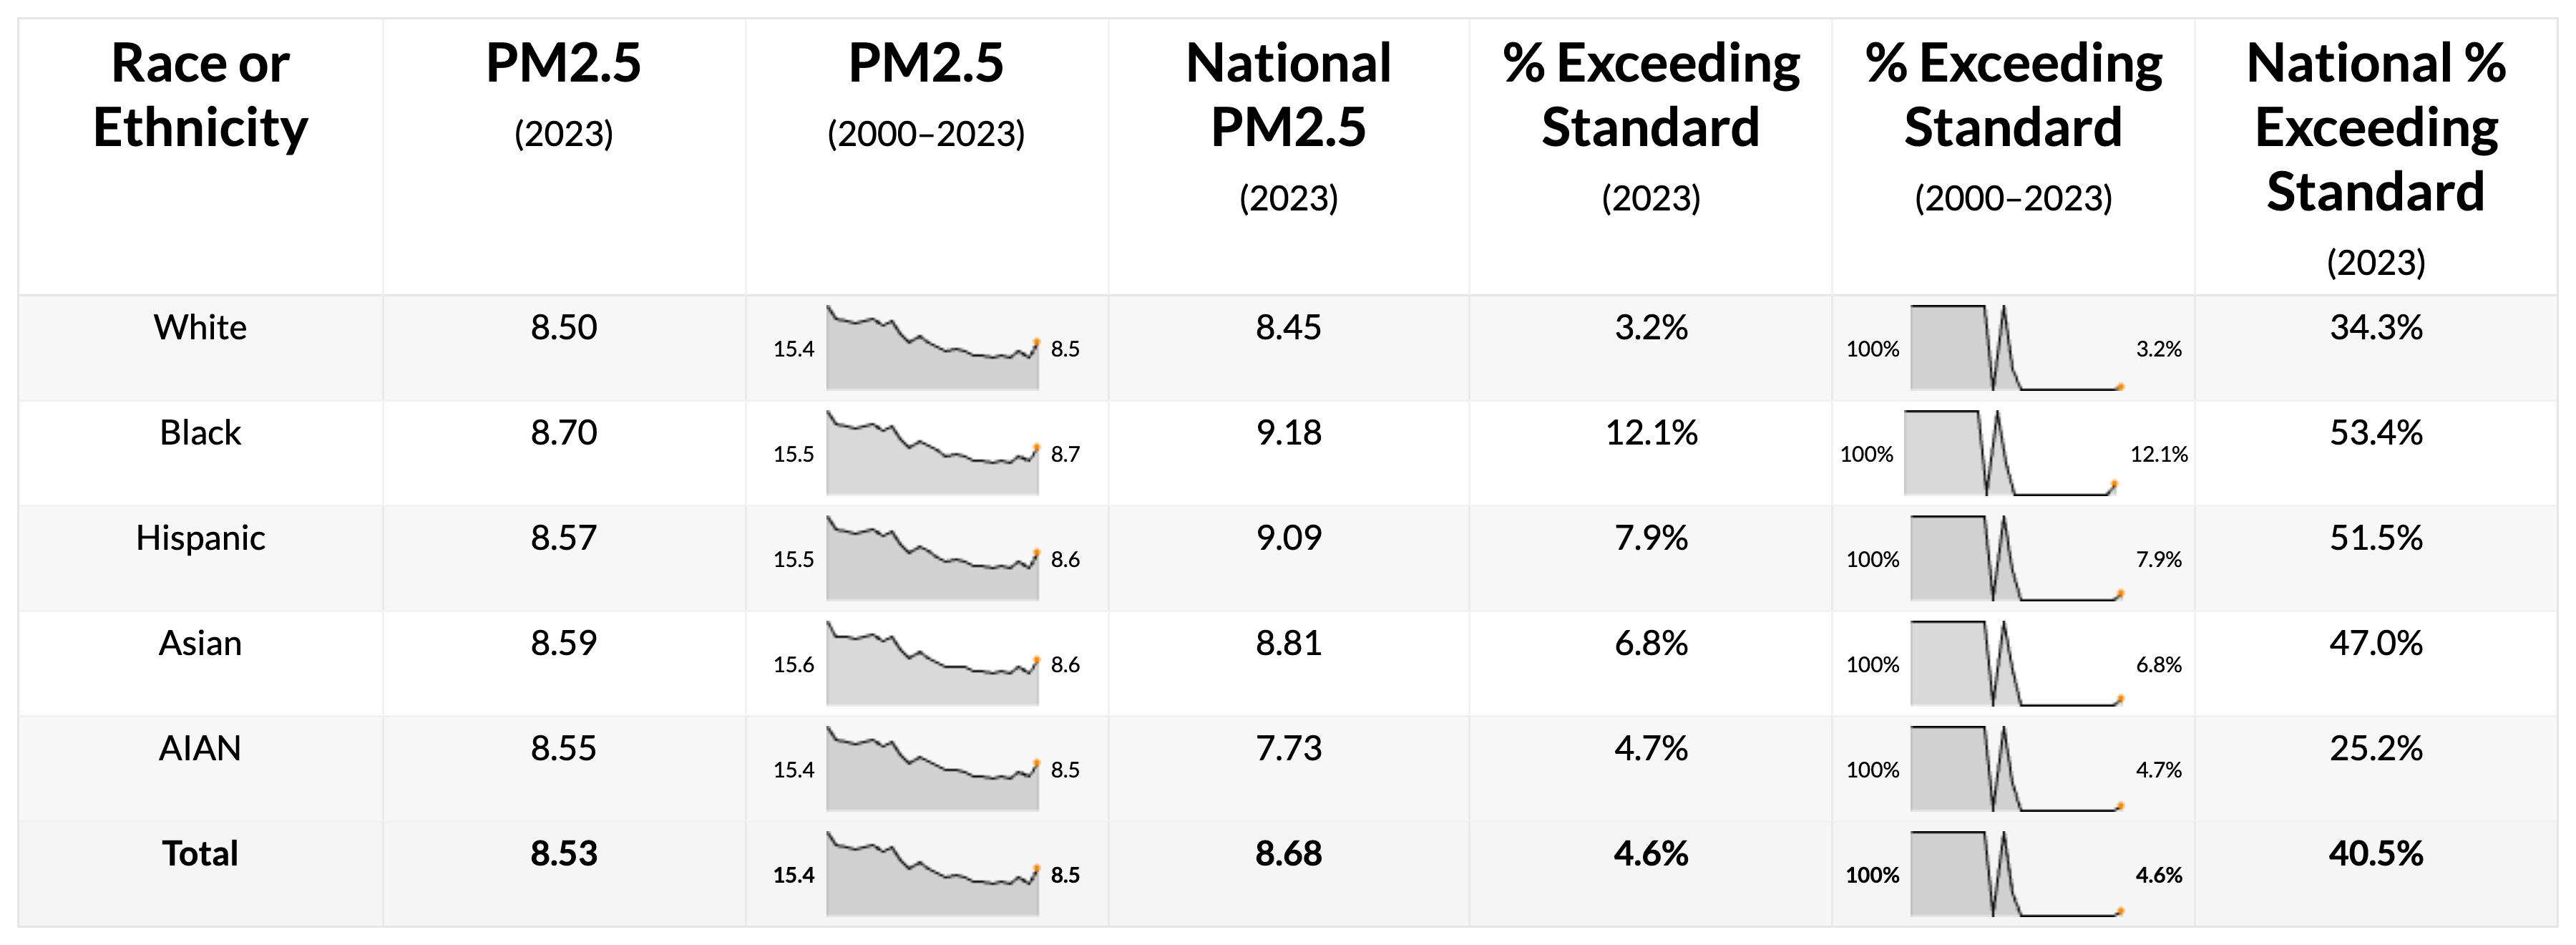 Race or
Ethnicity
PM2.5
(2023)
PM2.5
(2000–2023)
National
PM2.5
(2023)
% Exceeding
Standard
(2023)
% Exceeding
Standard
(2000–2023)
National %
Exceeding
Standard
(2023)
White 8.50 15.4 8.5 8.45 3.2% 100% 3.2% 34.3%
Black 8.70 15.5 8.7 9.18 12.1% 100% 12.1% 53.4%
Hispanic 8.57 15.5 8.6 9.09 7.9% 100% 7.9% 51.5%
Asian 8.59 15.6 8.6 8.81 6.8% 100% 6.8% 47.0%
AIAN 8.55 15.4 8.5 7.73 4.7% 100% 4.7% 25.2%
Total 8.53 15.4 8.5 8.68 4.6% 100% 4.6% 40.5%